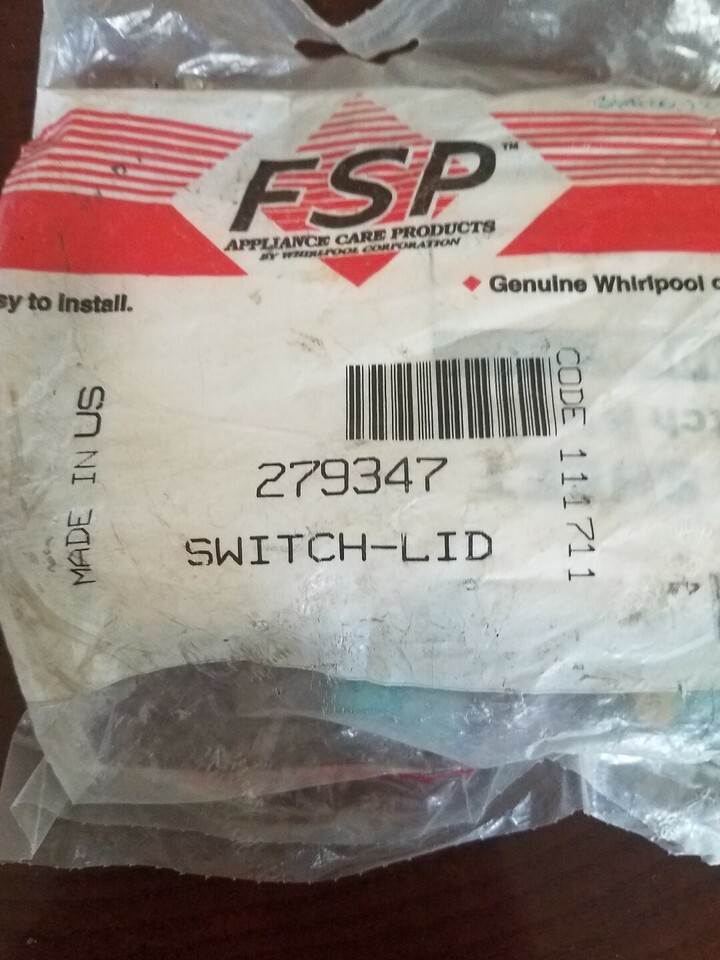 FSP™
APPLIANCE CARE PRODUCTS
BY WHIRLPOOL CORPORATION
sy to Install.
Genuine Whirlpool
MADE IN US
CODE 111711
279347
SWITCH-LID